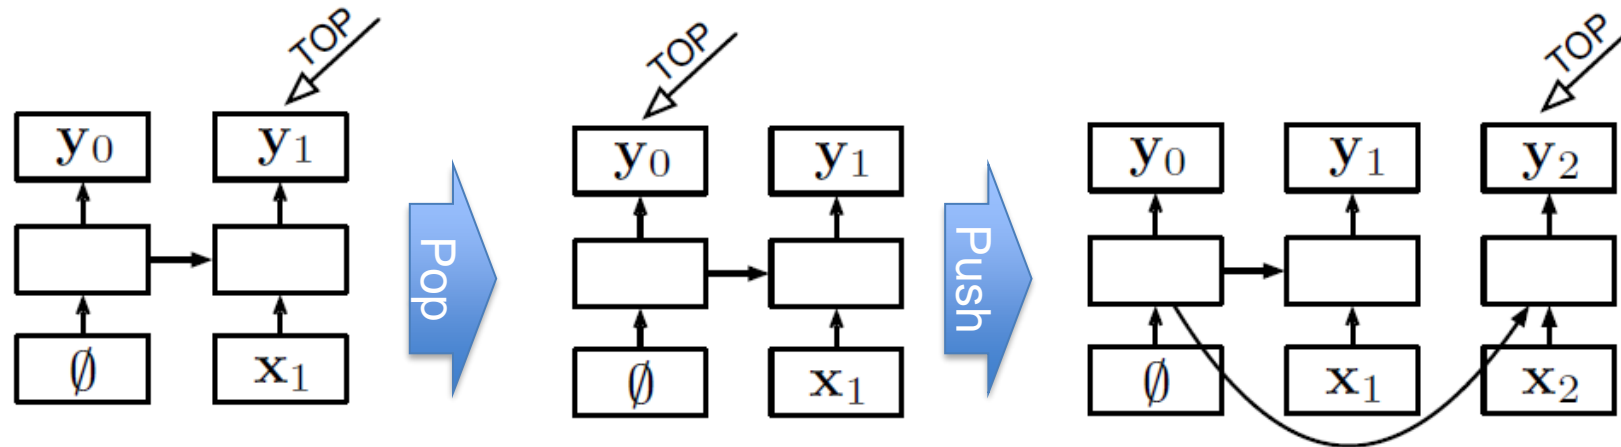 TOP
y₀ y₁
∅ x₁
Pop
TOP
y₀ y₁
∅ x₁
Push
TOP
y₀ y₁ y₂
∅ x₁ x₂